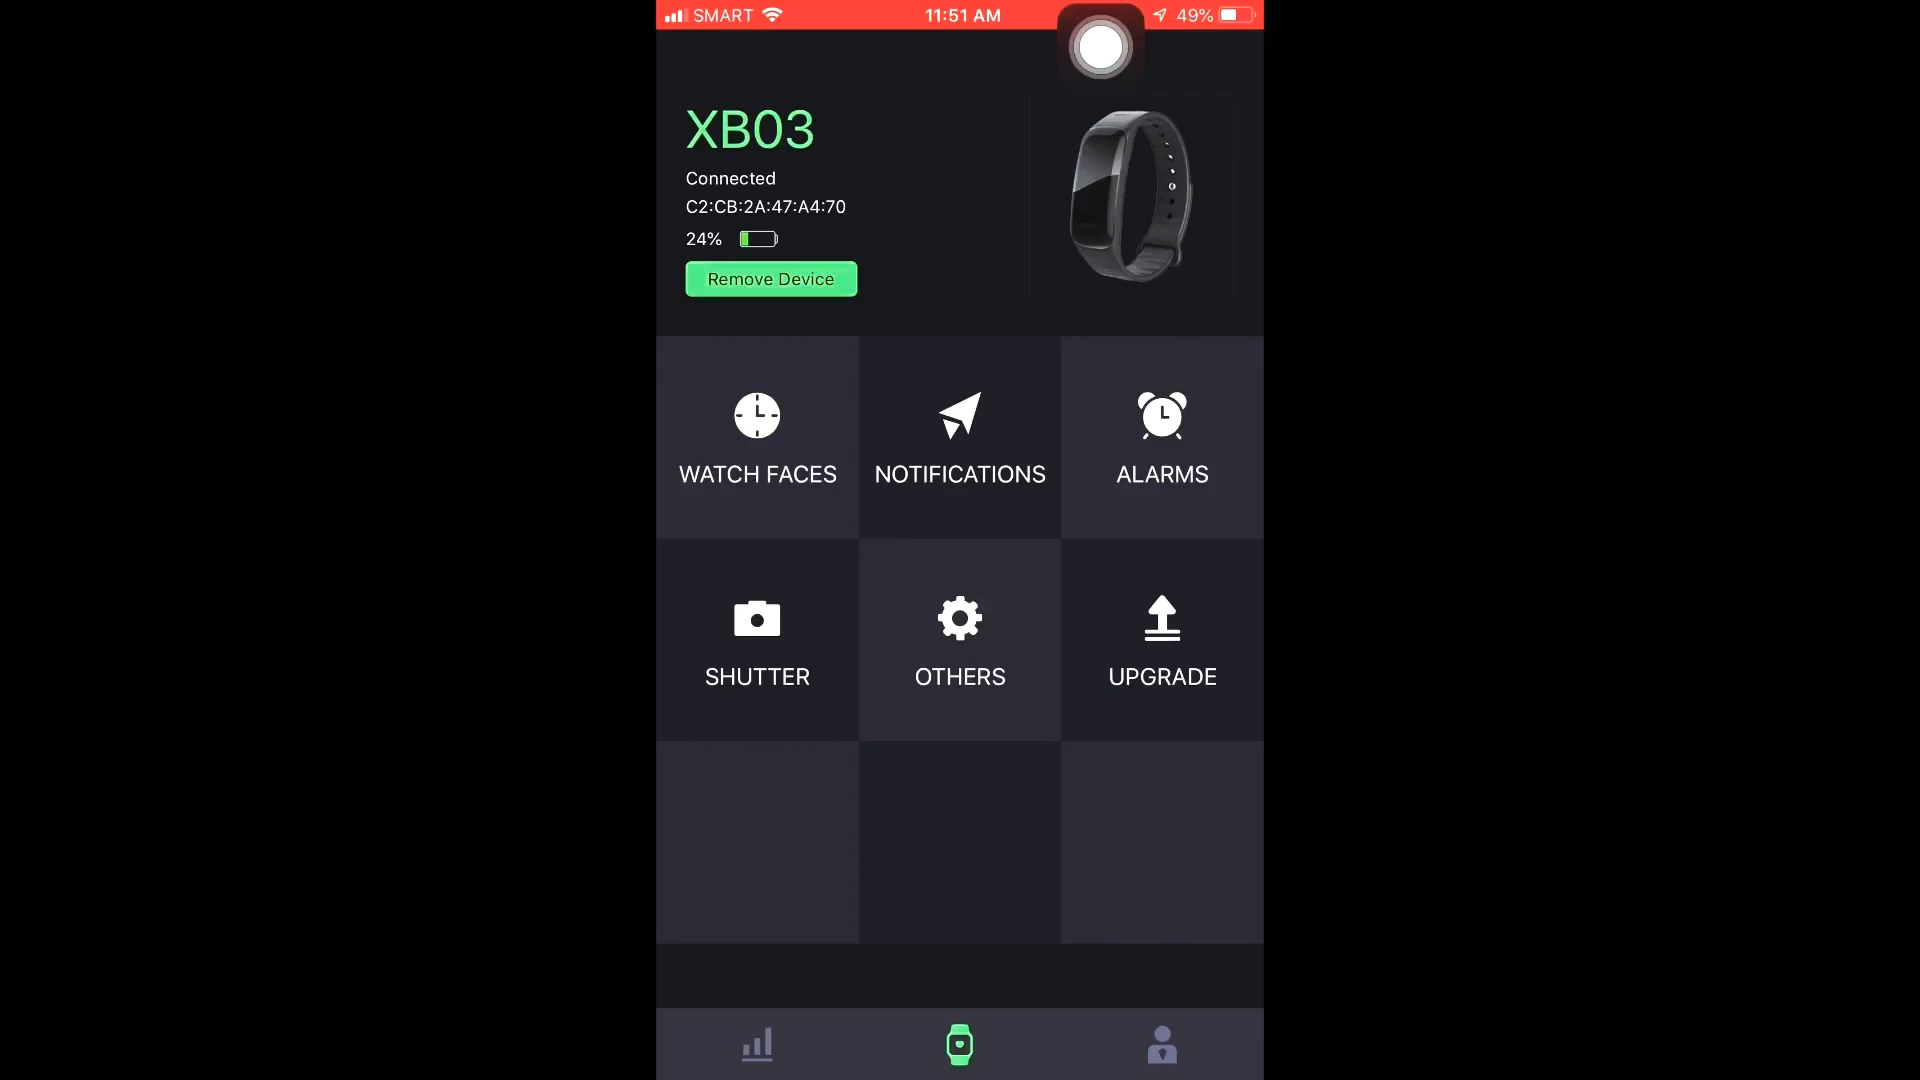 SMART 11:51 AM 49%
XB03
Connected
C2:CB:2A:47:A4:70
24%
Remove Device
WATCH FACES NOTIFICATIONS ALARMS
SHUTTER OTHERS UPGRADE